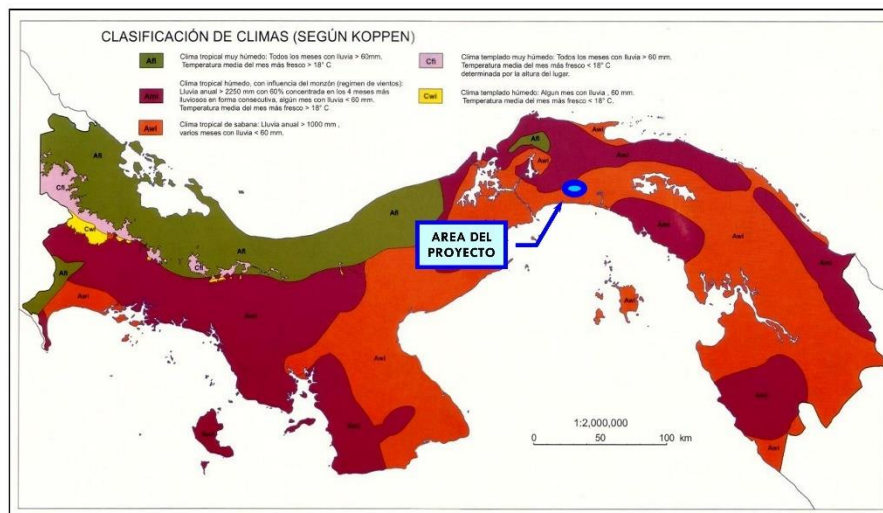 CLASIFICACIÓN DE CLIMAS (SEGÚN KOPPEN)
Afi
Clima tropical muy húmedo: Todos los meses con lluvia > 60mm.
Temperatura media del mes más fresco > 18° C
Ami
Clima tropical húmedo, con influencia del monzón (regimen de vientos):
Lluvia anual > 2250 mm con 60% concentrada en los 4 meses más
lluviosos en forma consecutiva, algún mes con lluvia < 60 mm.
Temperatura media del mes más fresco > 18° C
Awi
Clima tropical de sabana: Lluvia anual > 1000 mm ,
varios meses con lluvia < 60 mm.
Cfi
Clima templado muy húmedo: Todos los meses con lluvia > 60 mm.
Temperatura media del mes más fresco < 18° C
determinada por la altura del lugar.
Cwi
Clima templado húmedo: Algun mes con lluvia , 60 mm.
Temperatura media del mes más fresco < 18° C.
Afi
Cfi
Cwi
Afi
Awi
Afi
Cfi
Afi
Afi
Awi
Awi
Ami
AREA DEL
PROYECTO
Ami
Awi
Ami
Awi
Awi
Ami
Awi
Ami
Ami
Awi
1:2,000,000
0 50 100 km